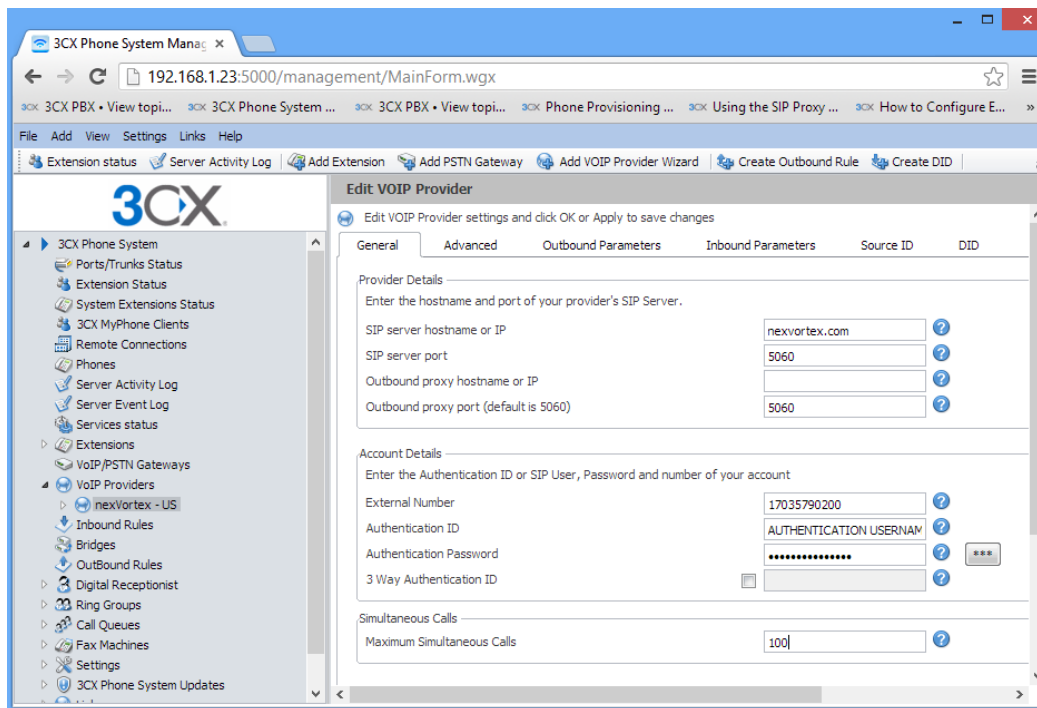 3CX Phone System Manag
192.168.1.23:5000/management/MainForm.wgx
3CX 3CX PBX • View topi... 3CX 3CX Phone System ... 3CX 3CX PBX • View topi... 3CX Phone Provisioning ... 3CX Using the SIP Proxy ... 3CX How to Configure E... »
File Add View Settings Links Help
Extension status Server Activity Log Add Extension Add PSTN Gateway Add VOIP Provider Wizard Create Outbound Rule Create DID
3CX
3CX Phone System
Ports/Trunks Status
Extension Status
System Extensions Status
3CX MyPhone Clients
Remote Connections
Phones
Server Activity Log
Server Event Log
Services status
Extensions
VoIP/PSTN Gateways
VoIP Providers
nexVortex - US
Inbound Rules
Bridges
OutBound Rules
Digital Receptionist
Ring Groups
Call Queues
Fax Machines
Settings
3CX Phone System Updates
Edit VOIP Provider
Edit VOIP Provider settings and click OK or Apply to save changes
General Advanced Outbound Parameters Inbound Parameters Source ID DID
Provider Details
Enter the hostname and port of your provider's SIP Server.
SIP server hostname or IP nexvortex.com
SIP server port 5060
Outbound proxy hostname or IP
Outbound proxy port (default is 5060) 5060
Account Details
Enter the Authentication ID or SIP User, Password and number of your account
External Number 17035790200
Authentication ID AUTHENTICATION USERNAM
Authentication Password ••••••••••••••• ***
3 Way Authentication ID
Simultaneous Calls
Maximum Simultaneous Calls 100